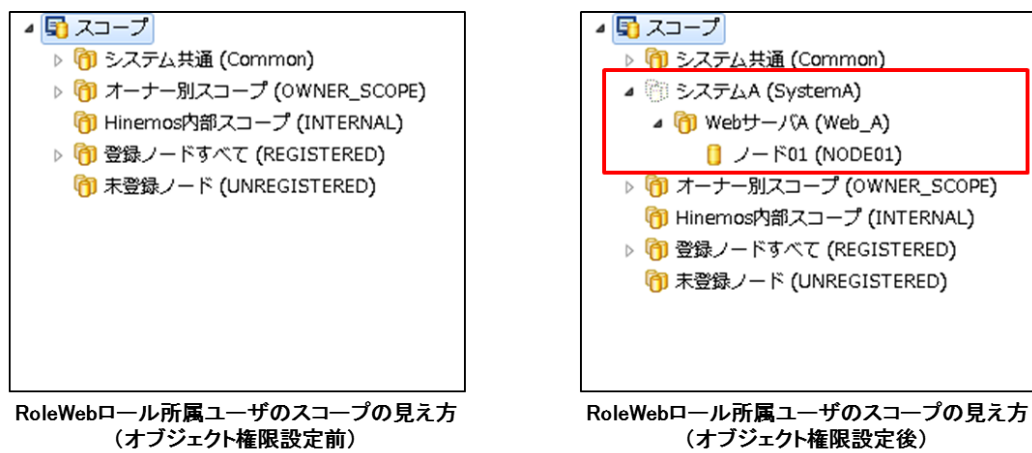 スコープ
システム共通 (Common)
オーナー別スコープ (OWNER_SCOPE)
Hinemos内部スコープ (INTERNAL)
登録ノードすべて (REGISTERED)
未登録ノード (UNREGISTERED)
RoleWebロール所属ユーザのスコープの見え方
（オブジェクト権限設定前）
スコープ
システム共通 (Common)
システムA (SystemA)
WebサーバA (Web_A)
ノード01 (NODE01)
オーナー別スコープ (OWNER_SCOPE)
Hinemos内部スコープ (INTERNAL)
登録ノードすべて (REGISTERED)
未登録ノード (UNREGISTERED)
RoleWebロール所属ユーザのスコープの見え方
（オブジェクト権限設定後）